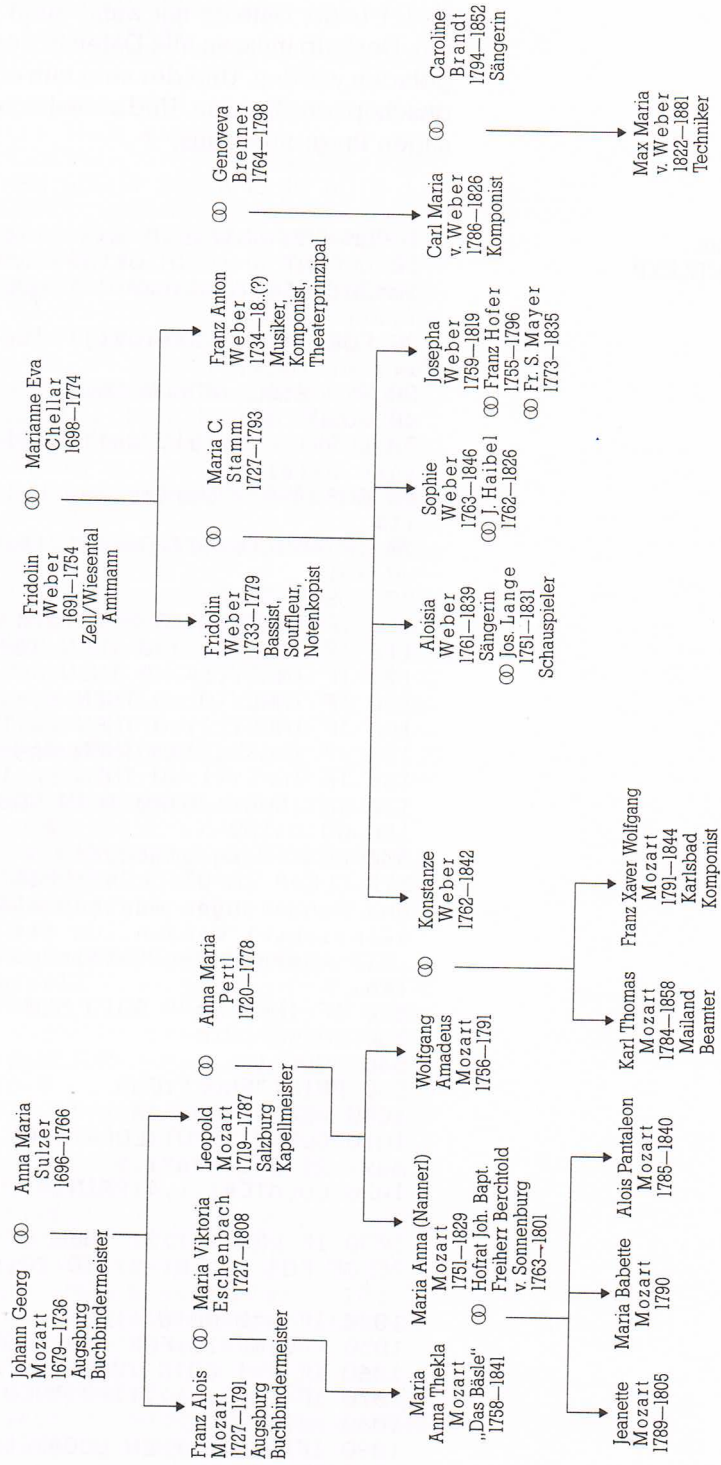 Johann Georg
Mozart
1679—1736
Augsburg
Buchbindermeister
Anna Maria
Sulzer
1696—1766
Fridolin
Weber
1691—1754
Zell/Wiesental
Amtmann
Marianne Eva
Chellar
1698—1774
Franz Alois
Mozart
1727—1791
Augsburg
Buchbindermeister
Maria Viktoria
Eschenbach
1727—1808
Leopold
Mozart
1719—1787
Salzburg
Kapellmeister
Anna Maria
Pertl
1720—1778
Fridolin
Weber
1733—1779
Bassist,
Souffleur,
Notenkopist
Maria C.
Stamm
1727—1793
Franz Anton
Weber
1734—18..(?)
Musiker,
Komponist,
Theaterprinzipal
Genoveva
Brenner
1764—1798
Maria
Anna Thekla
Mozart
„Das Bäsle“
1758—1841
Maria Anna (Nannerl)
Mozart
1751—1829
Hofrat Joh. Bapt.
Freiherr Berchtold
v. Sonnenburg
1763—1801
Wolfgang
Amadeus
Mozart
1756—1791
Konstanze
Weber
1762—1842
Aloisia
Weber
1761—1839
Sängerin
Jos. Lange
1751—1831
Schauspieler
Sophie
Weber
1763—1846
J. Haibel
1762—1826
Josepha
Weber
1759—1819
Franz Hofer
1755—1796
Fr. S. Mayer
1773—1835
Carl Maria
v. Weber
1786—1826
Komponist
Caroline
Brandt
1794—1852
Sängerin
Jeanette
Mozart
1789—1805
Maria Babette
Mozart
1790
Alois Pantaleon
Mozart
1785—1840
Karl Thomas
Mozart
1784—1858
Mailand
Beamter
Franz Xaver Wolfgang
Mozart
1791—1844
Karlsbad
Komponist
Max Maria
v. Weber
1822—1881
Techniker